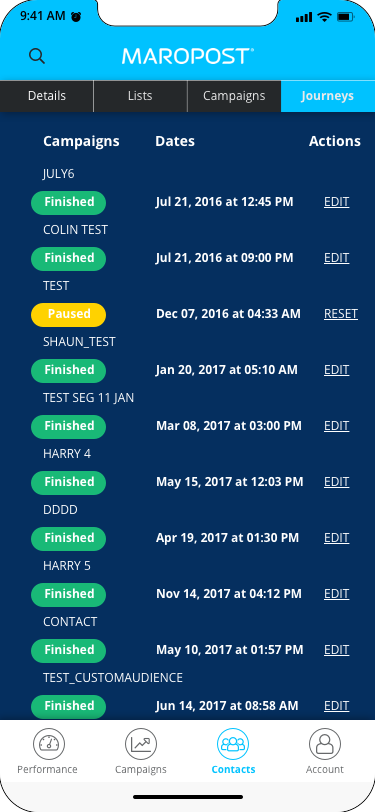 9:41 AM
MAROPOST
Details Lists Campaigns Journeys
Campaigns Dates Actions
JULY6
Finished Jul 21, 2016 at 12:45 PM EDIT
COLIN TEST
Finished Jul 21, 2016 at 09:00 PM EDIT
TEST
Paused Dec 07, 2016 at 04:33 AM RESET
SHAUN_TEST
Finished Jan 20, 2017 at 05:10 AM EDIT
TEST SEG 11 JAN
Finished Mar 08, 2017 at 03:00 PM EDIT
HARRY 4
Finished May 15, 2017 at 12:03 PM EDIT
DDDD
Finished Apr 19, 2017 at 01:30 PM EDIT
HARRY 5
Finished Nov 14, 2017 at 04:12 PM EDIT
CONTACT
Finished May 10, 2017 at 01:57 PM EDIT
TEST_CUSTOMAUDIENCE
Finished Jun 14, 2017 at 08:58 AM EDIT
Performance Campaigns Contacts Account